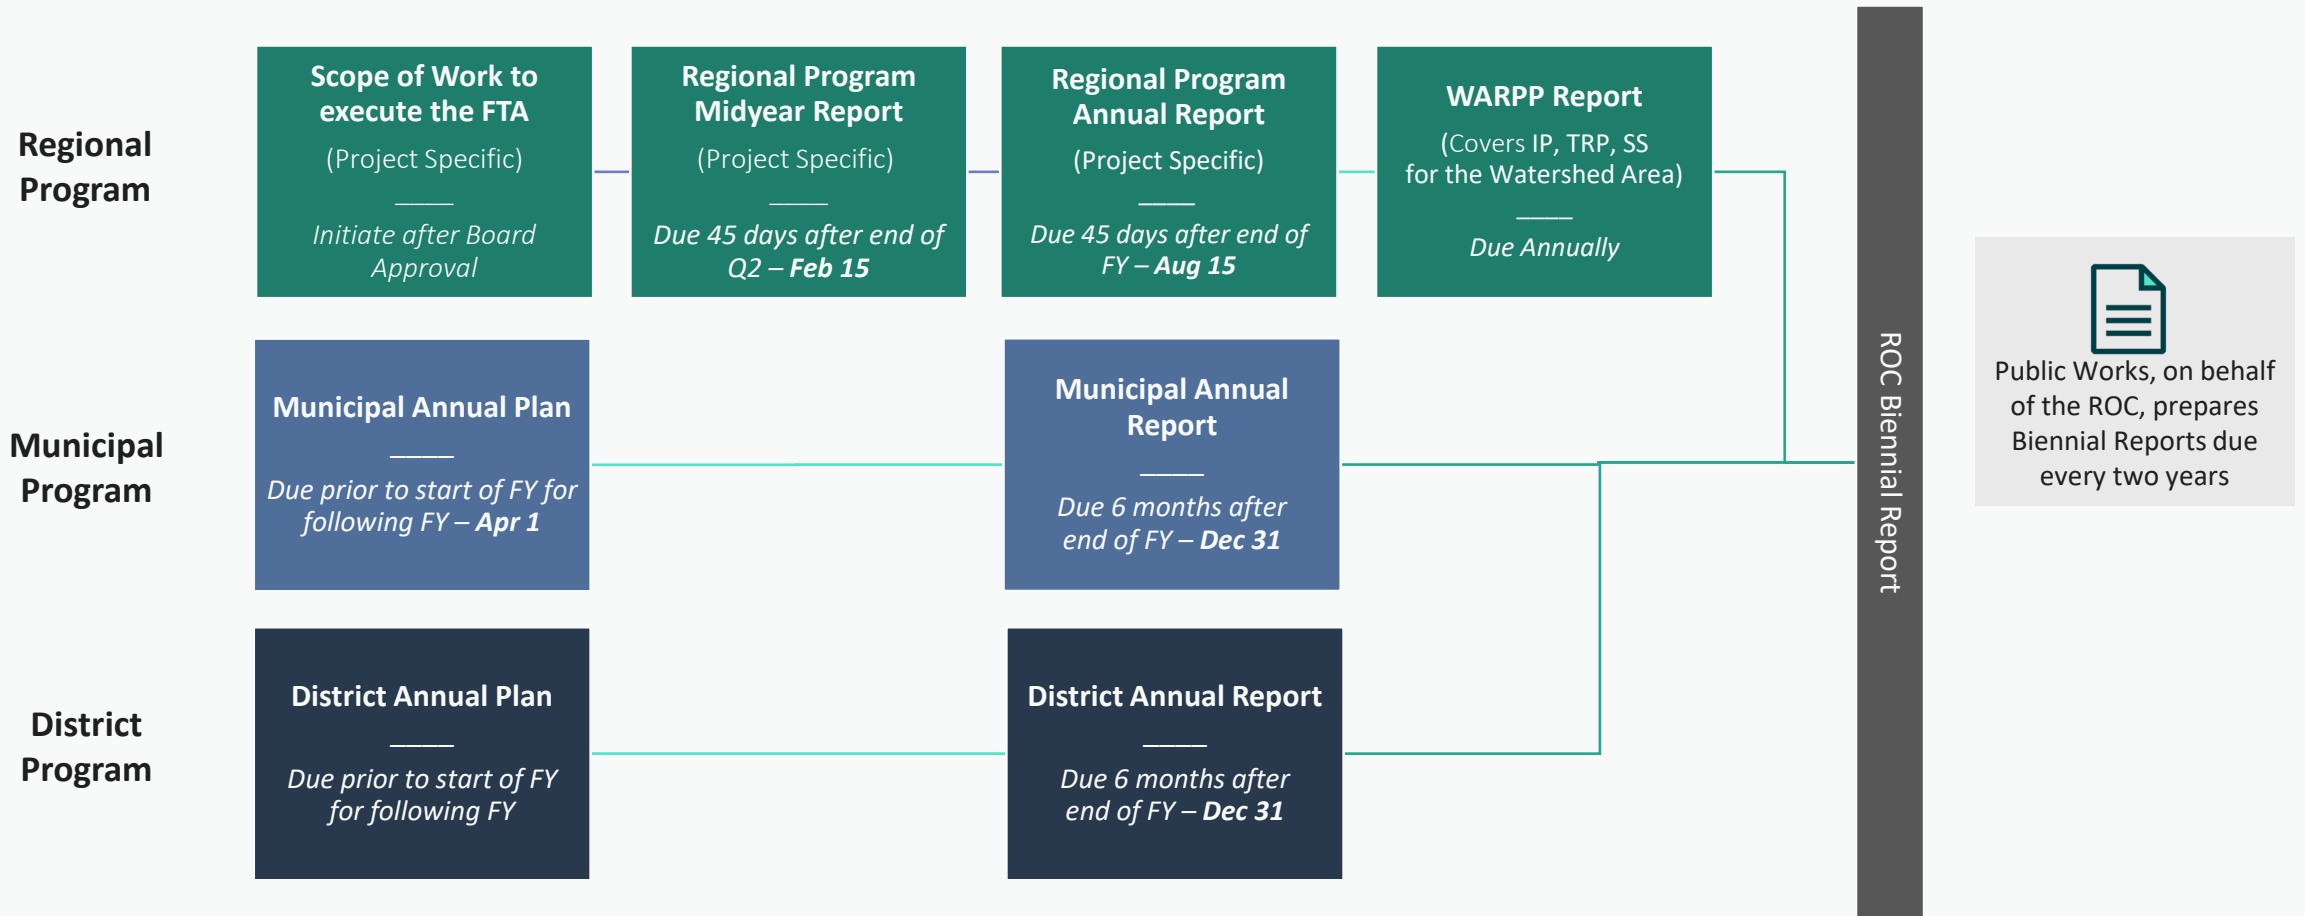 Regional
Program
Scope of Work to
execute the FTA
(Project Specific)
Initiate after Board
Approval
Regional Program
Midyear Report
(Project Specific)
Due 45 days after end of
Q2 – Feb 15
Regional Program
Annual Report
(Project Specific)
Due 45 days after end of
FY – Aug 15
WARPP Report
(Covers IP, TRP, SS
for the Watershed Area)
Due Annually
Municipal
Program
Municipal Annual Plan
Due prior to start of FY for
following FY – Apr 1
Municipal Annual
Report
Due 6 months after
end of FY – Dec 31
District
Program
District Annual Plan
Due prior to start of FY
for following FY
District Annual Report
Due 6 months after
end of FY – Dec 31
ROC Biennial Report
Public Works, on behalf
of the ROC, prepares
Biennial Reports due
every two years